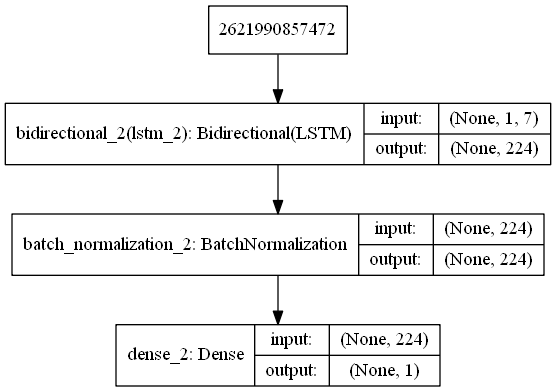 2621990857472
bidirectional_2(lstm_2): Bidirectional(LSTM)
input: (None, 1, 7)
output: (None, 224)
batch_normalization_2: BatchNormalization
input: (None, 224)
output: (None, 224)
dense_2: Dense
input: (None, 224)
output: (None, 1)